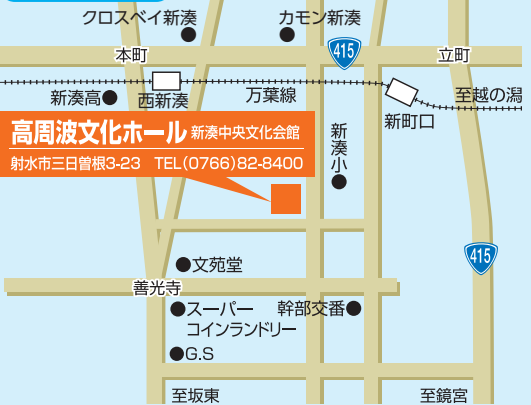 クロスベイ新湊
カモン新湊
415
本町
立町
新湊高
西新湊
万葉線
新町口
至越の潟
高周波文化ホール 新湊中央文化会館
射水市三日曽根3-23 TEL(0766)82-8400
新湊小
415
文苑堂
善光寺
スーパー
コインランドリー
幹部交番
G.S
至坂東
至鏡宮